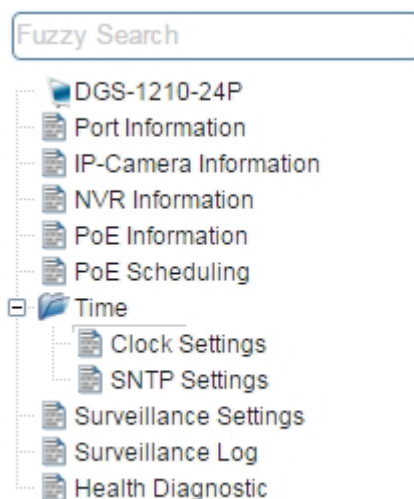 Fuzzy Search
DGS-1210-24P
Port Information
IP-Camera Information
NVR Information
PoE Information
PoE Scheduling
Time
Clock Settings
SNTP Settings
Surveillance Settings
Surveillance Log
Health Diagnostic